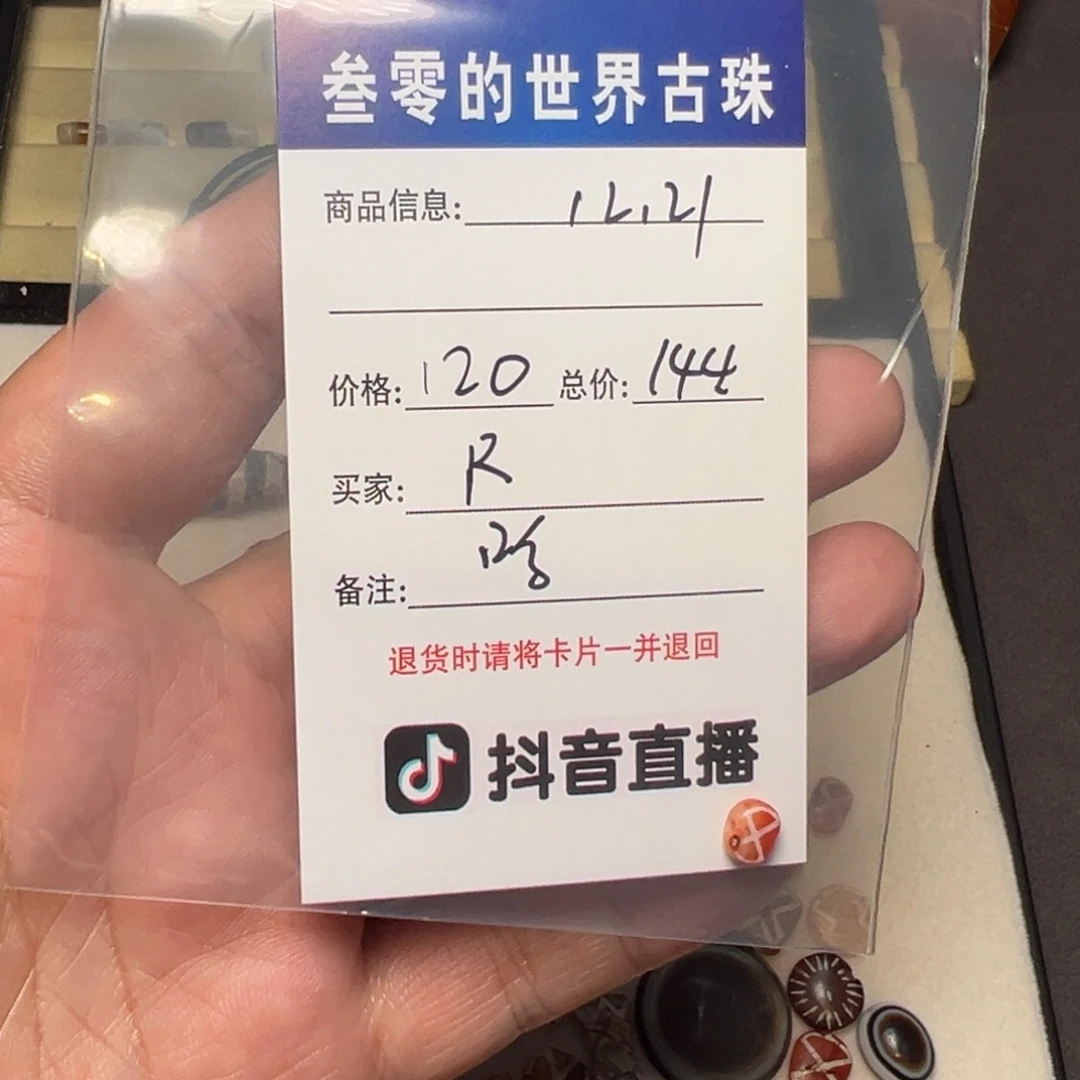 叁零的世界古珠
商品信息: 12.21
价格: 120 总价: 144
买家: R
备注:
退货时请将卡片一并退回
抖音直播